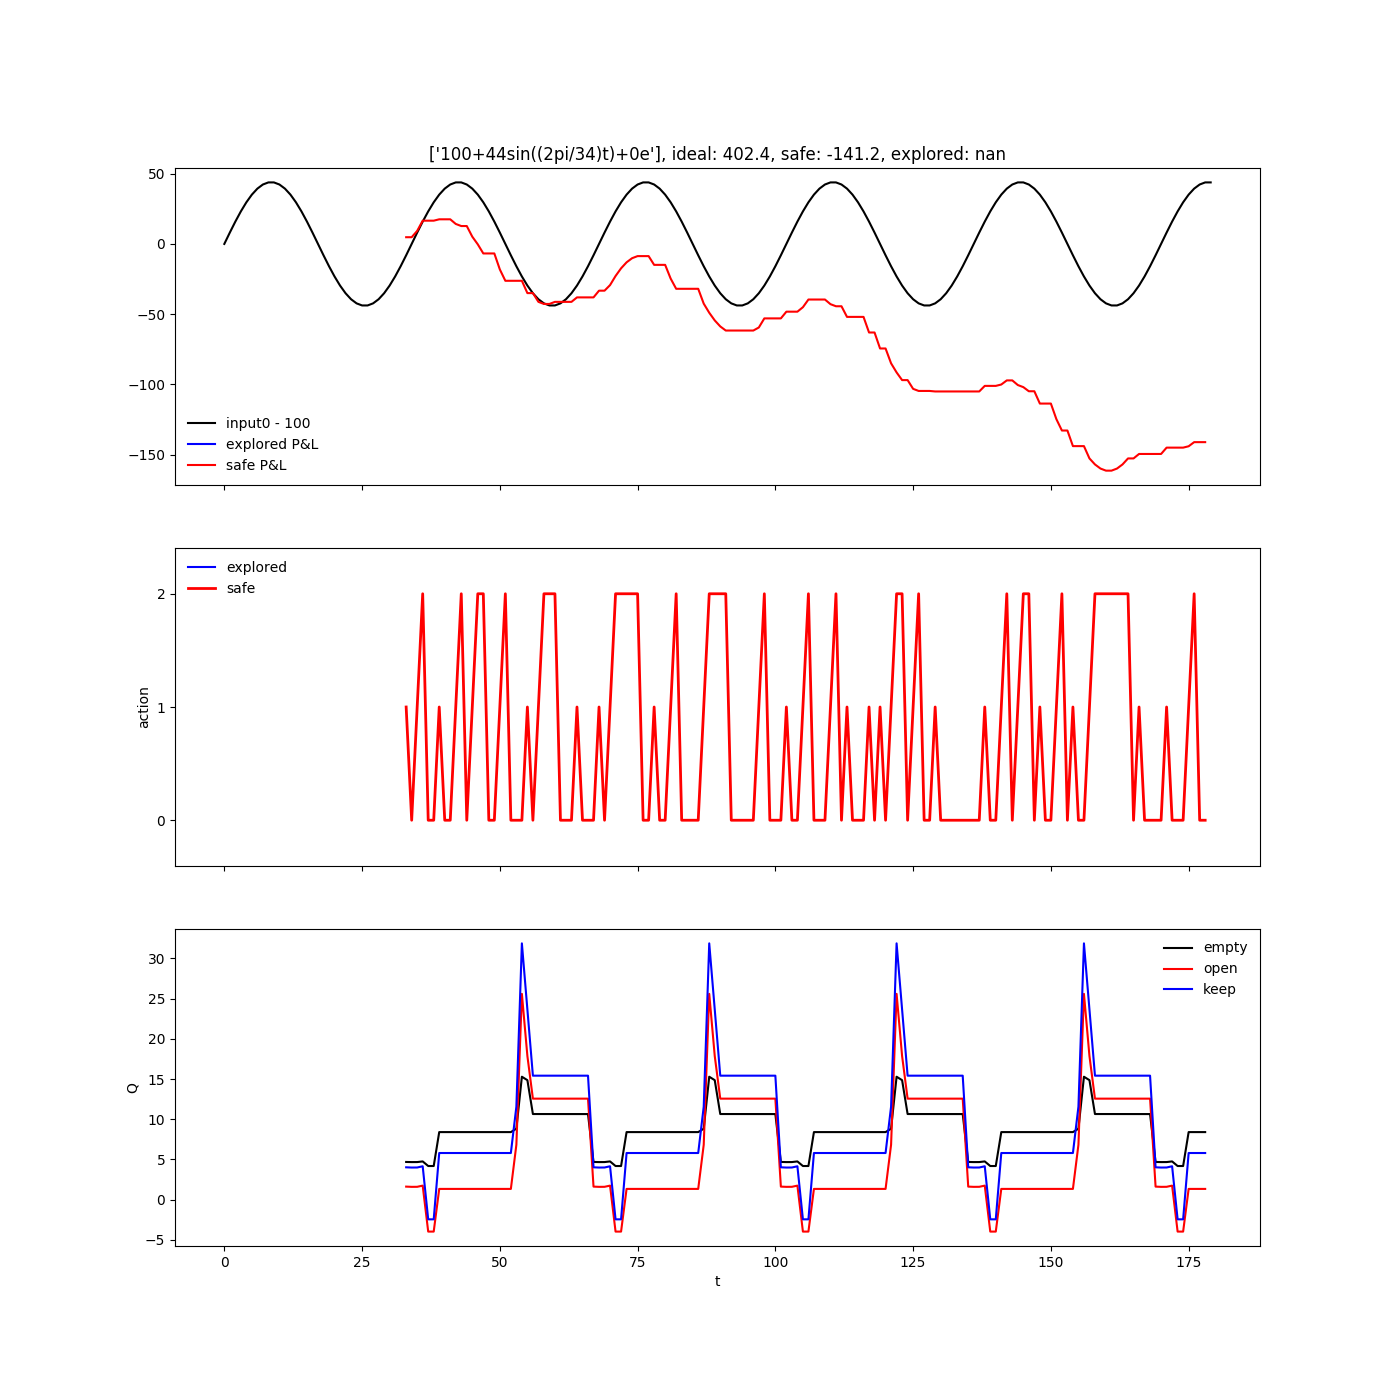 ['100+44sin((2pi/34)t)+0e'], ideal: 402.4, safe: -141.2, explored: nan
50
0
−50
−100
−150
input0 - 100
explored P&L
safe P&L
explored
safe
2
1
0
action
empty
open
keep
30
25
20
15
10
5
0
−5
Q
0 25 50 75 100 125 150 175
t